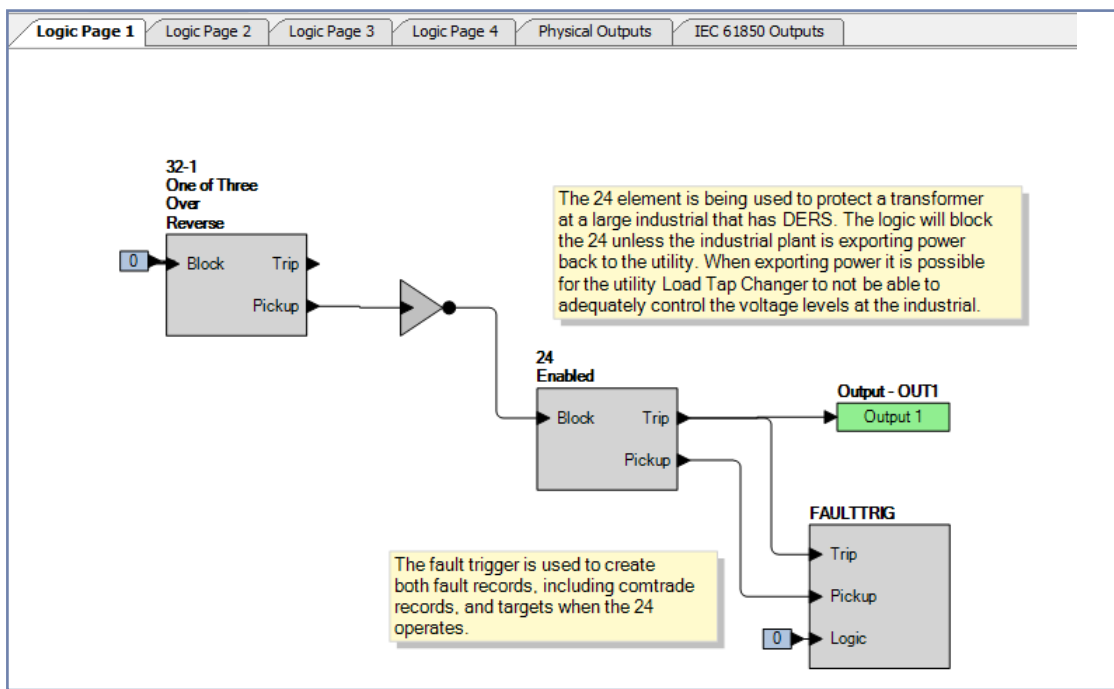 Logic Page 1
Logic Page 2
Logic Page 3
Logic Page 4
Physical Outputs
IEC 61850 Outputs
32-1
One of Three
Over
Reverse
0
Block
Trip
Pickup
The 24 element is being used to protect a transformer
at a large industrial that has DERS. The logic will block
the 24 unless the industrial plant is exporting power
back to the utility. When exporting power it is possible
for the utility Load Tap Changer to not be able to
adequately control the voltage levels at the industrial.
24
Enabled
Block
Trip
Pickup
Output - OUT1
Output 1
FAULTTRIG
Trip
Pickup
0
Logic
The fault trigger is used to create
both fault records, including comtrade
records, and targets when the 24
operates.